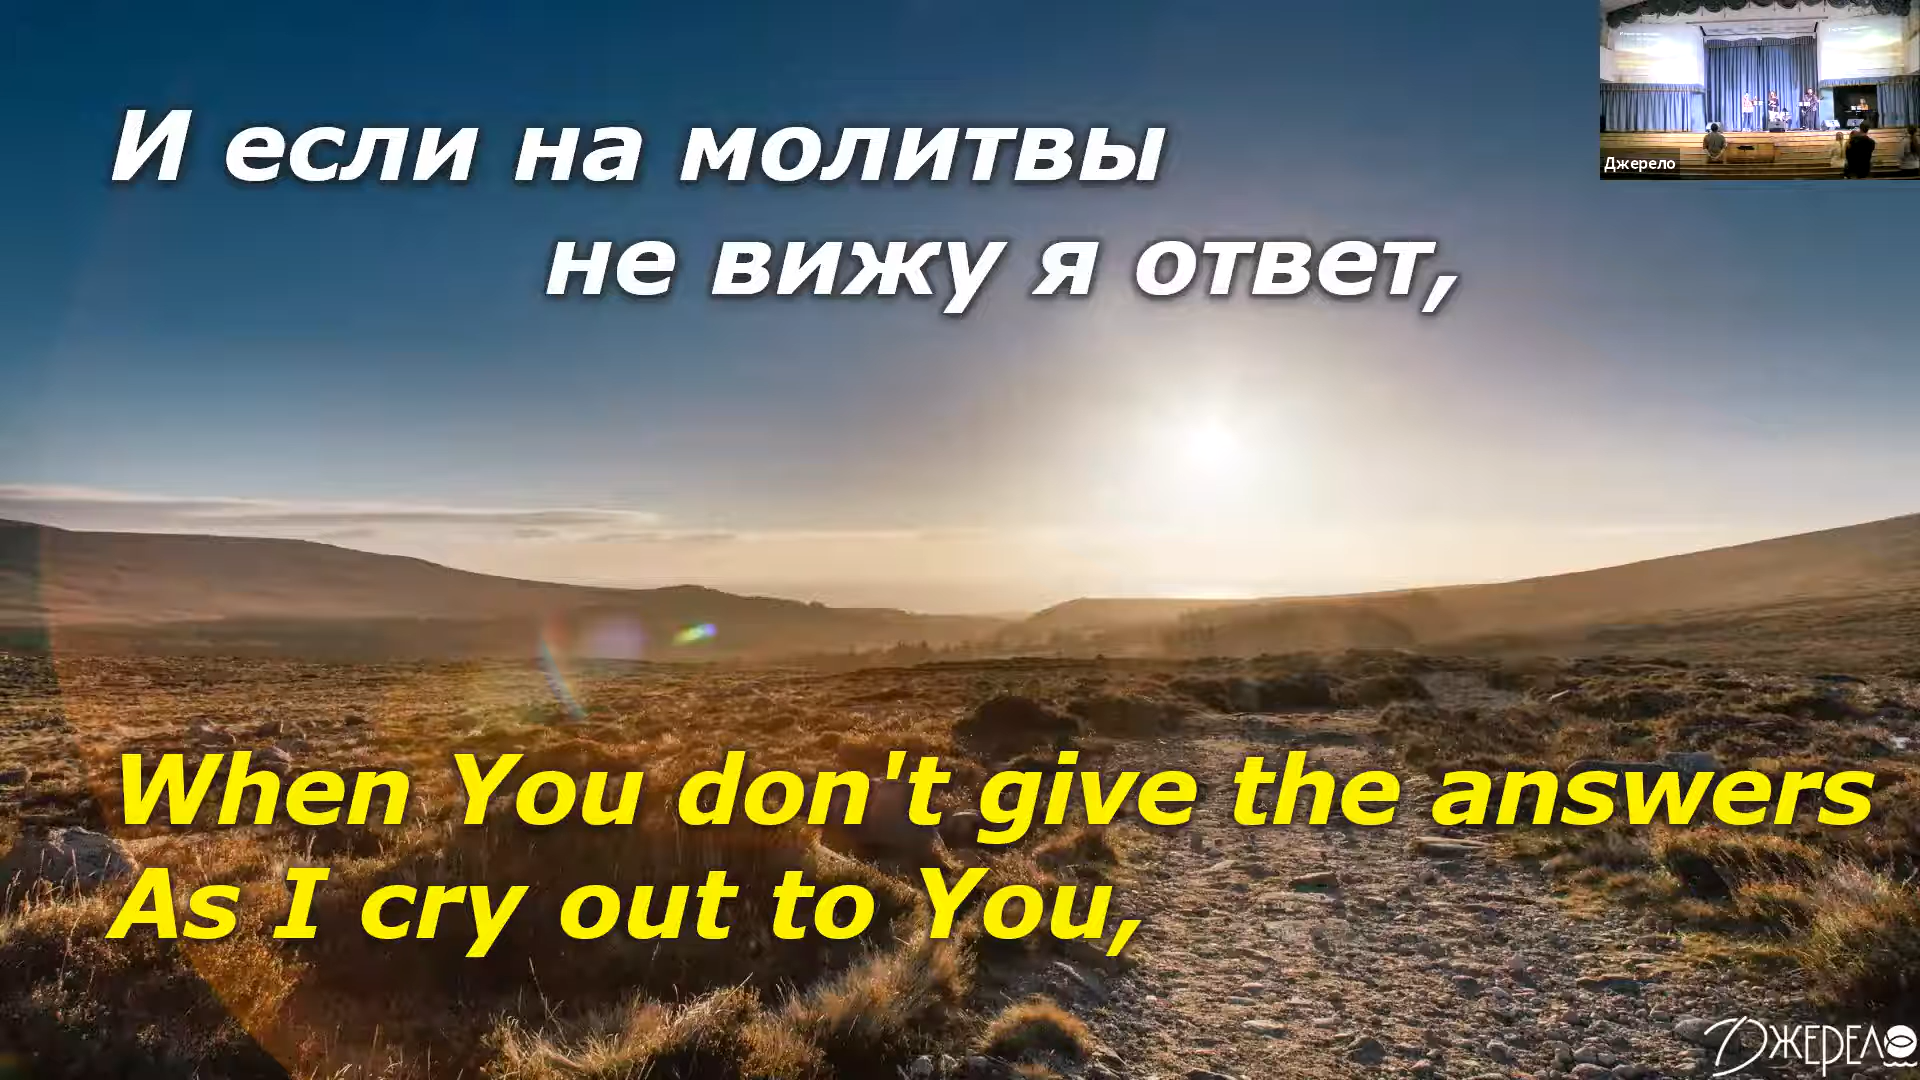 И если на молитвы
не вижу я ответ,
Джерело
When You don't give the answers
As I cry out to You,
ДЖЕРЕЛО